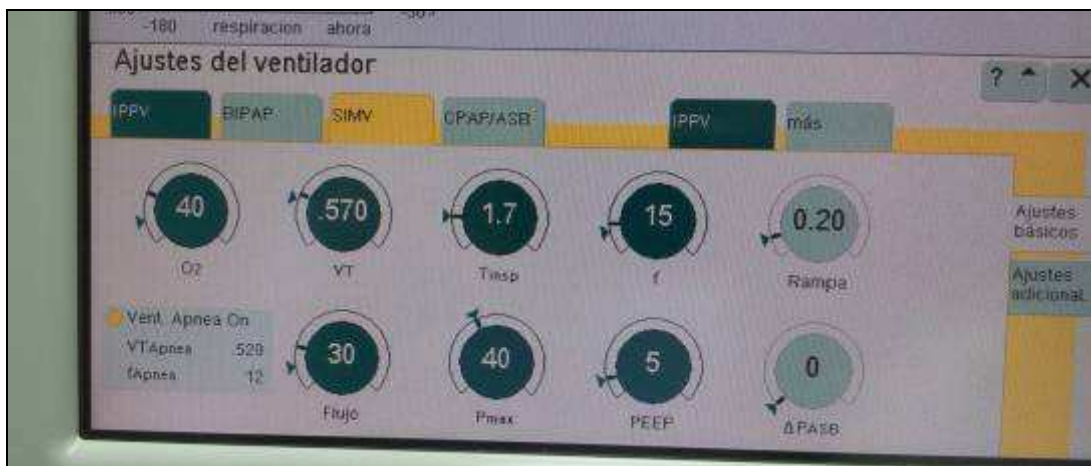 -180 respiracion ahora
Ajustes del ventilador
? X
IPPV BIPAP SIMV CPAP/ASB IPPV más
40 .570 1.7 15 0.20
O2 VT Tinsp f Rampa
Ajustes básicos
Ajustes adicional
Vent. Apnea On
VTApnea .520
fApnea 12
30 40 5 0
Flujo Pmax PEEP ΔPASB